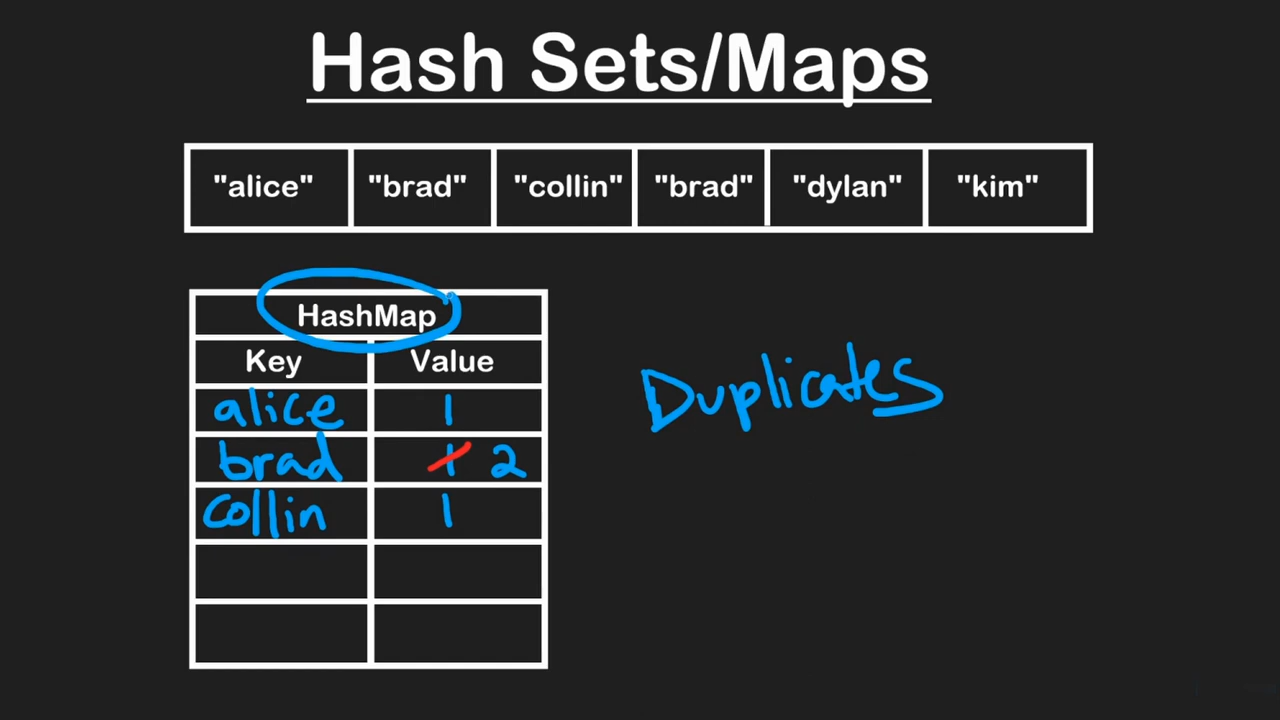 Hash Sets/Maps
"alice" "brad" "collin" "brad" "dylan" "kim"
HashMap
Key Value
alice 1
brad 1 2
collin 1
Duplicates